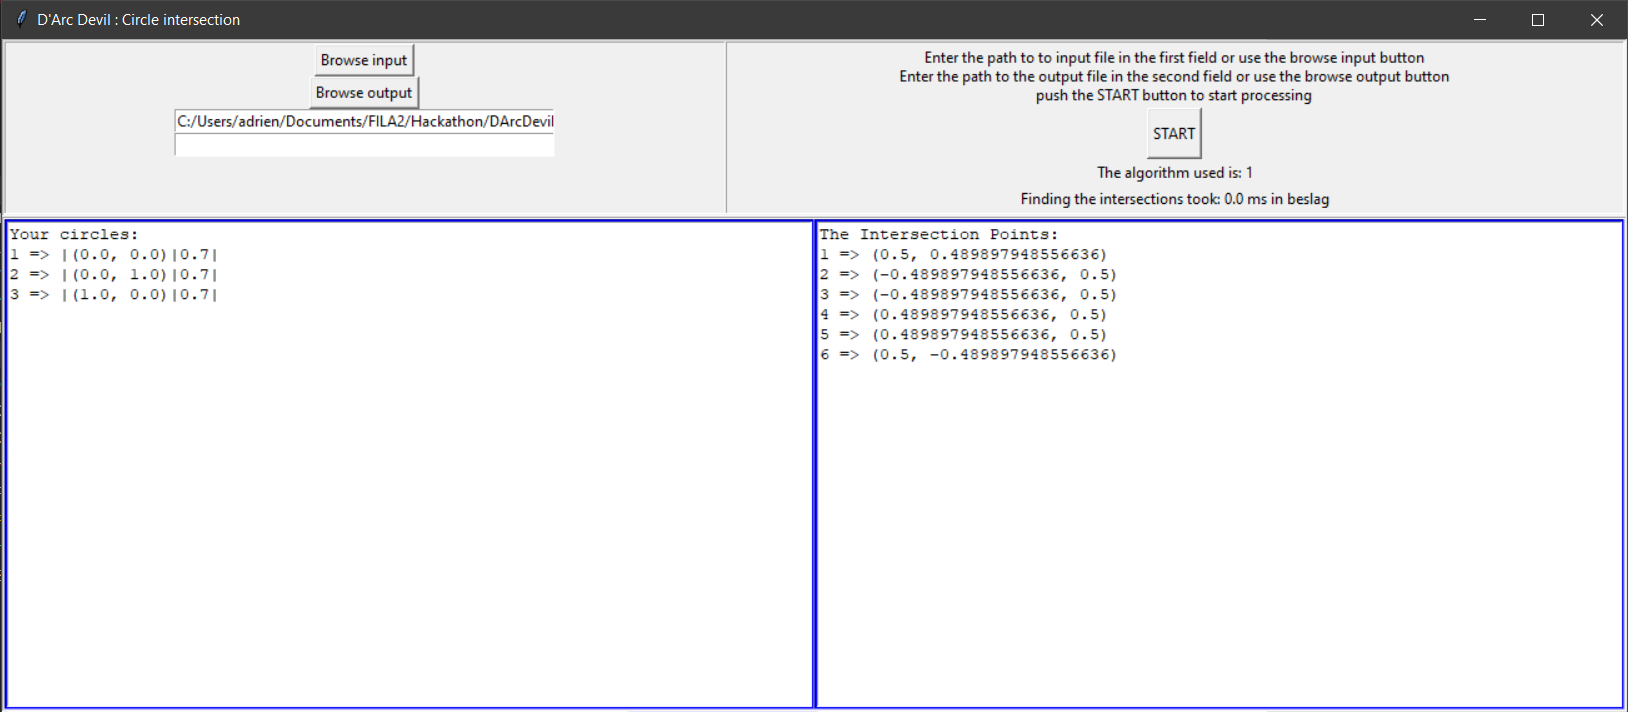 D'Arc Devil : Circle intersection
Browse input
Browse output
C:/Users/adrien/Documents/FILA2/Hackathon/DArcDevil
Enter the path to to input file in the first field or use the browse input button
Enter the path to the output file in the second field or use the browse output button
push the START button to start processing
START
The algorithm used is: 1
Finding the intersections took: 0.0 ms in beslag
Your circles:
1 => |(0.0, 0.0)|0.7|
2 => |(0.0, 1.0)|0.7|
3 => |(1.0, 0.0)|0.7|
The Intersection Points:
1 => (0.5, 0.489897948556636)
2 => (-0.489897948556636, 0.5)
3 => (-0.489897948556636, 0.5)
4 => (0.489897948556636, 0.5)
5 => (0.489897948556636, 0.5)
6 => (0.5, -0.489897948556636)